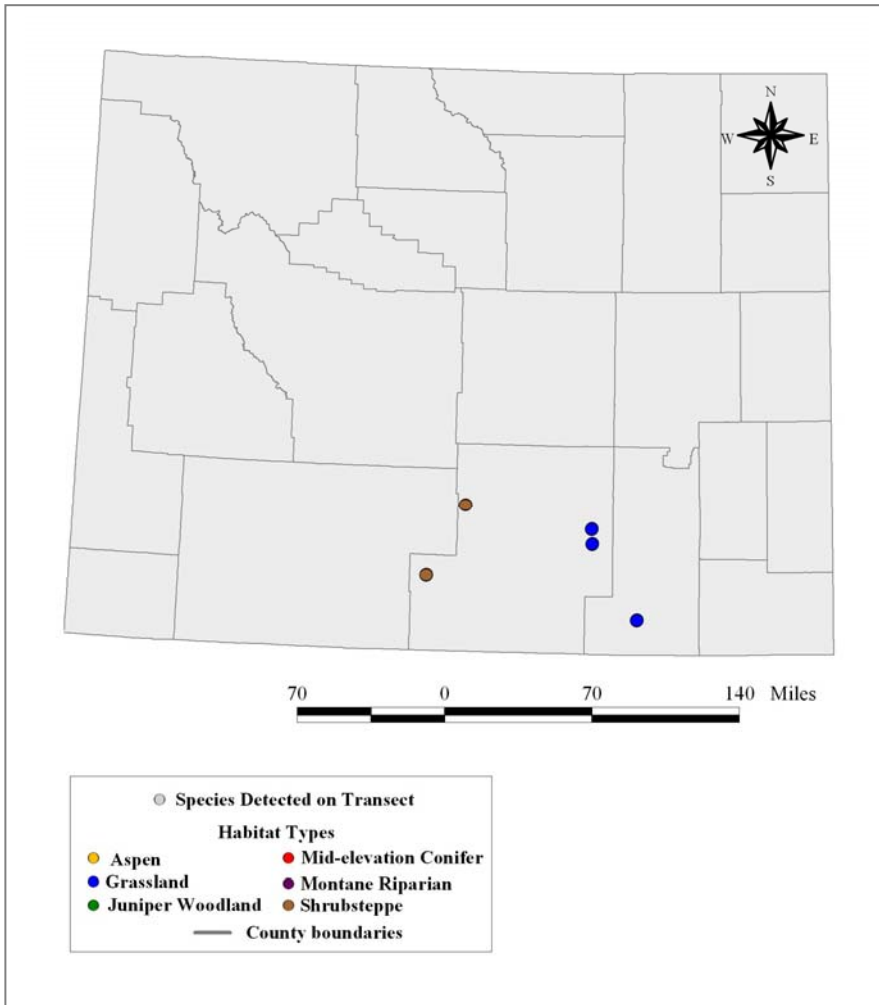 N
W E
S
70 0 70 140 Miles
Species Detected on Transect
Habitat Types
Aspen Mid-elevation Conifer
Grassland Montane Riparian
Juniper Woodland Shrubsteppe
County boundaries